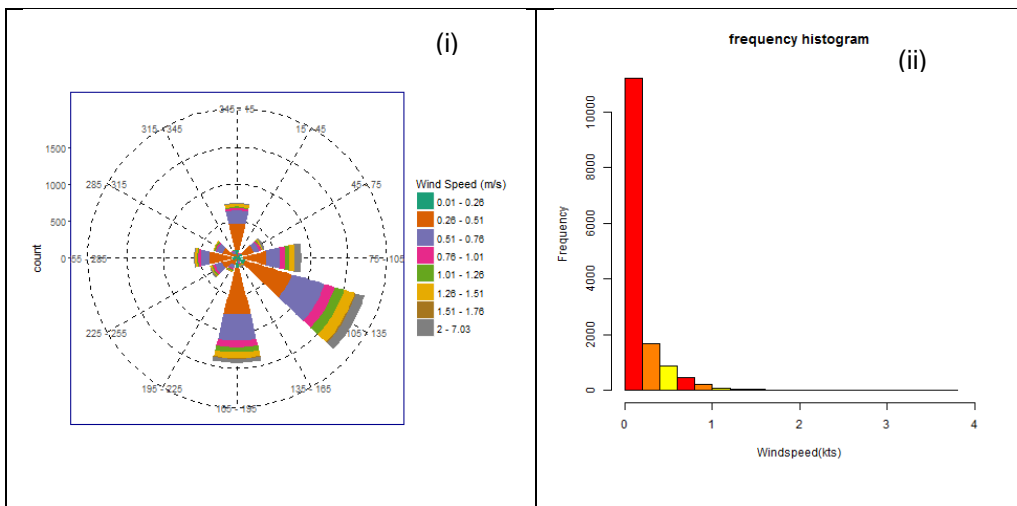 (i)
345 - 15
315 - 345
15 - 45
1500
1000
285 - 315
45 - 75
500
0
55 - 285
75 - 105
count
225 - 255
105 - 135
195 - 225
135 - 165
165 - 195
Wind Speed (m/s)
0.01 - 0.26
0.26 - 0.51
0.51 - 0.76
0.76 - 1.01
1.01 - 1.26
1.26 - 1.51
1.51 - 1.76
2 - 7.03
frequency histogram
(ii)
Frequency
10000
8000
6000
4000
2000
0
0 1 2 3 4
Windspeed(kts)